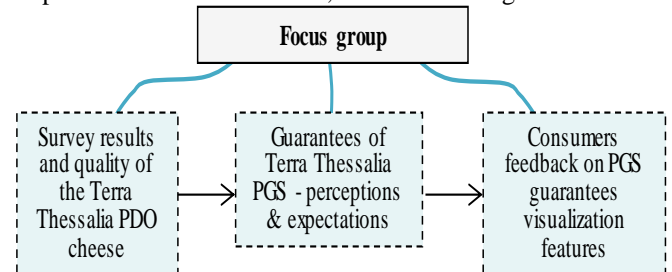 Focus group
Survey results
and quality of
the Terra
Thessalia PDO
cheese
Guarantees of
Terra Thessalia
PGS - perceptions
& expectations
Consumers
feedback on PGS
guarantees
visualization
features